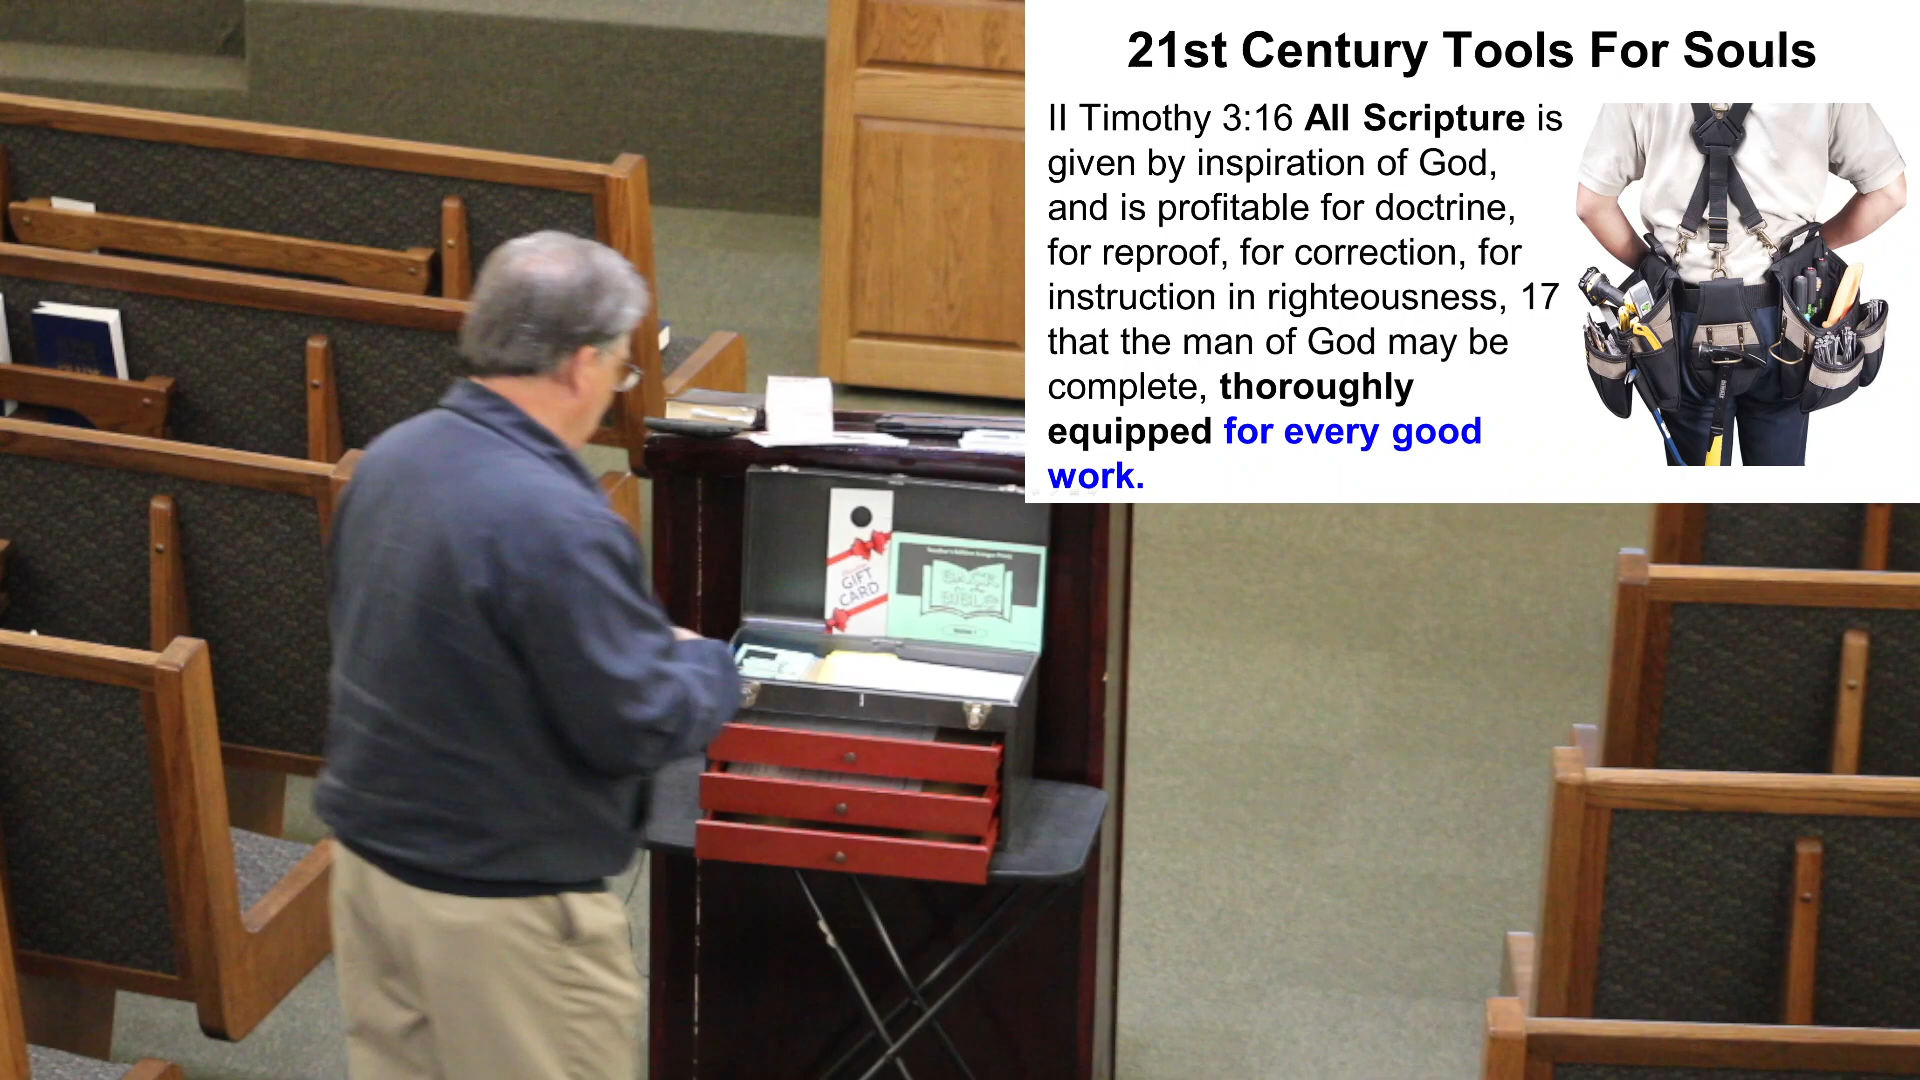 21st Century Tools For Souls
II Timothy 3:16 All Scripture is
given by inspiration of God,
and is profitable for doctrine,
for reproof, for correction, for
instruction in righteousness, 17
that the man of God may be
complete, thoroughly
equipped for every good
work.
GIFT
CARD
BIBLE